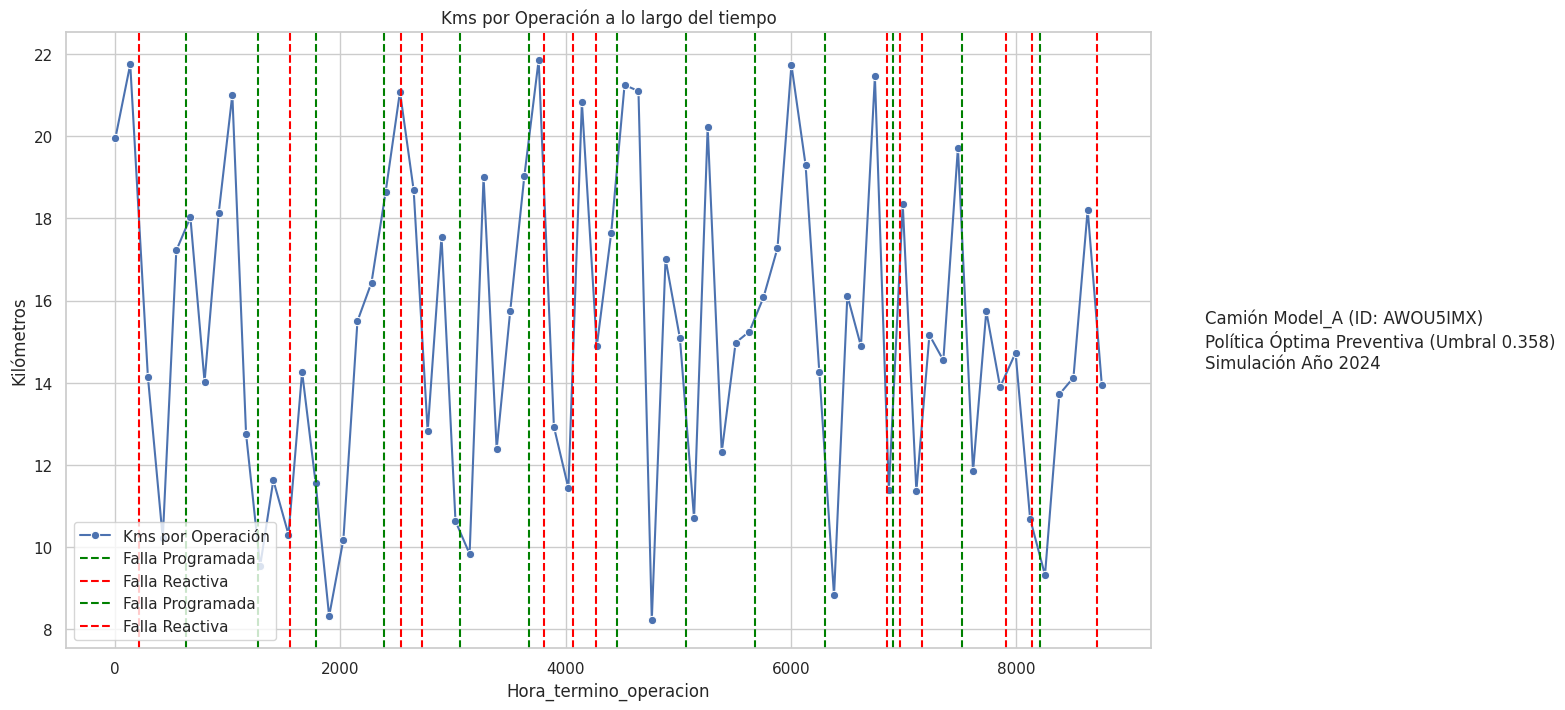 Kms por Operación a lo largo del tiempo
Kilómetros
22
20
18
16
14
12
10
8
0
2000
4000
6000
8000
Hora_termino_operacion
Kms por Operación
Falla Programada
Falla Reactiva
Falla Programada
Falla Reactiva
Camión Model_A (ID: AWOU5IMX)
Política Óptima Preventiva (Umbral 0.358)
Simulación Año 2024